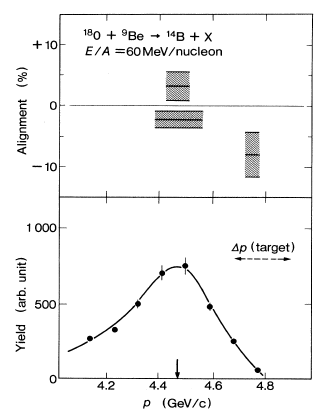 +10
¹⁸O + ⁹Be → ¹⁴B + X
E/A = 60 MeV/nucleon
Alignment (%)
0
−10
1 000
Δp (target)
Yield (arb. unit)
500
0
4.2 4.4 4.6 4.8
p (GeV/c)